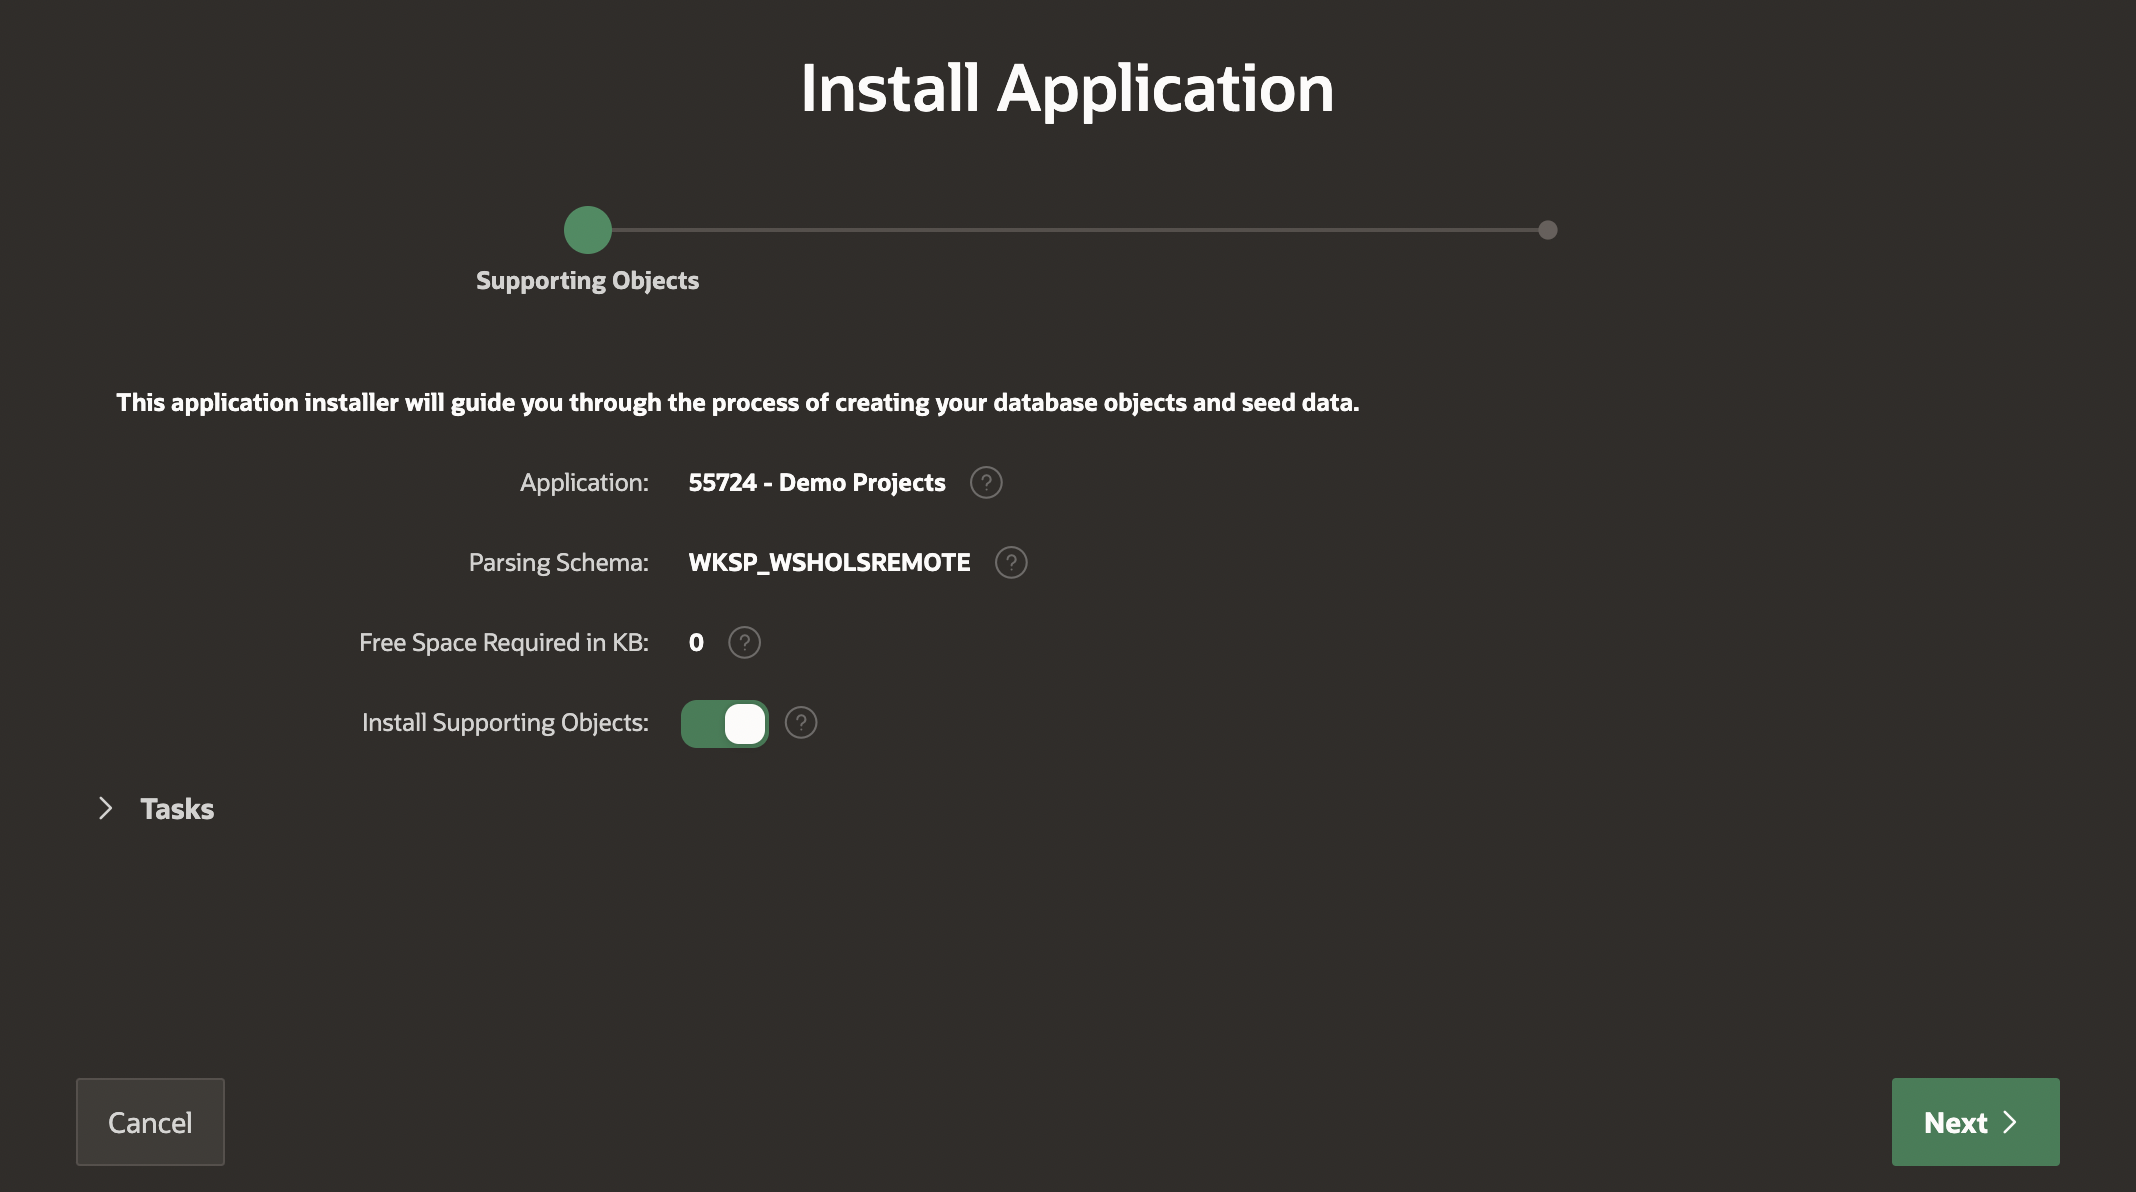 Install Application
Supporting Objects
This application installer will guide you through the process of creating your database objects and seed data.
Application: 55724 - Demo Projects ?
Parsing Schema: WKSP_WSHOLSREMOTE ?
Free Space Required in KB: 0 ?
Install Supporting Objects: ?
Tasks
Cancel
Next